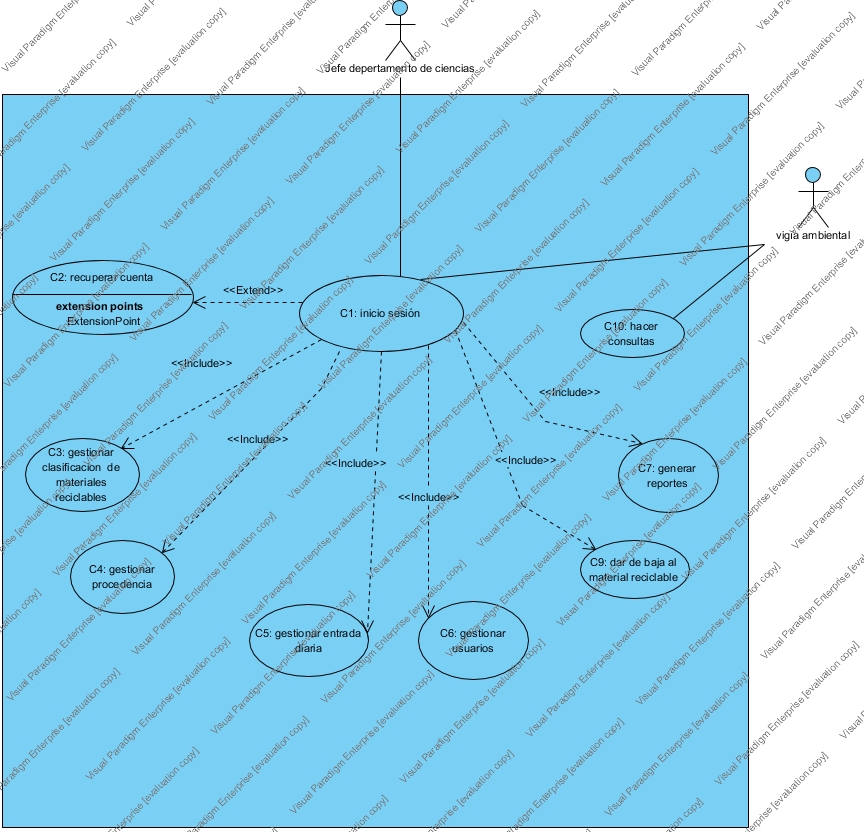 Jefe depertamento de ciencias
vigia ambiental
C2: recuperar cuenta
extension points
ExtensionPoint
<<Extend>>
C1: inicio sesión
C10: hacer
consultas
<<Include>>
<<Include>>
<<Include>>
<<Include>>
<<Include>>
<<Include>>
C3: gestionar
clasificacion de
materiales
reciclables
C7: generar
reportes
C4: gestionar
procedencia
C9: dar de baja al
material reciclable
C5: gestionar entrada
diaria
C6: gestionar
usuarios
Visual Paradigm Enterprise [evaluation copy]